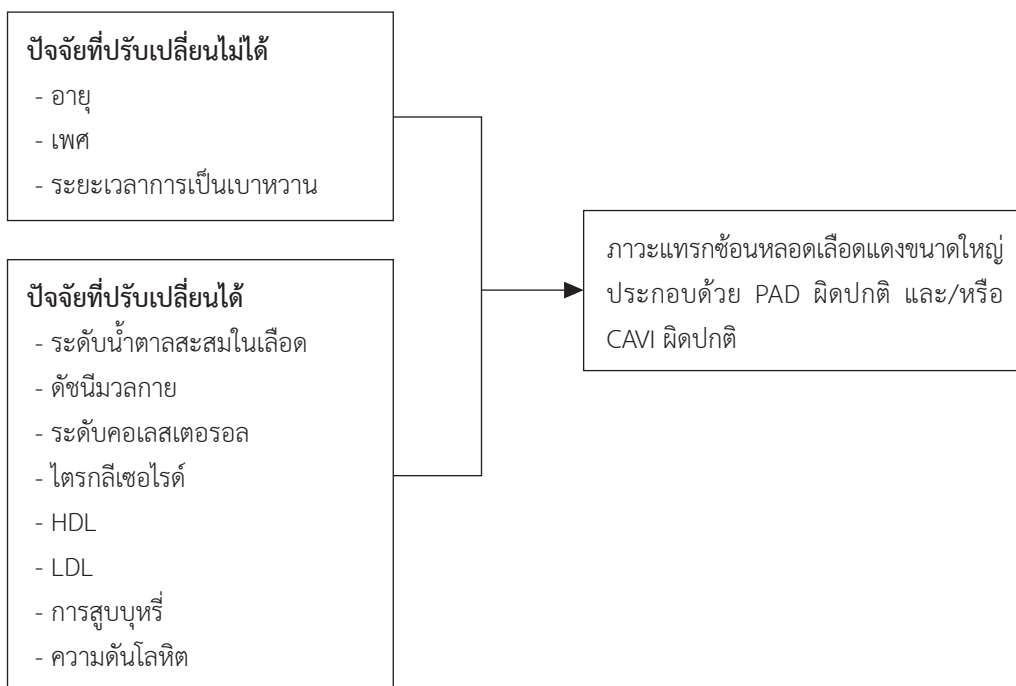 ปัจจัยที่ปรับเปลี่ยนไม่ได้
- อายุ
- เพศ
- ระยะเวลาการเป็นเบาหวาน
ปัจจัยที่ปรับเปลี่ยนได้
- ระดับน้ำตาลสะสมในเลือด
- ดัชนีมวลกาย
- ระดับคอเลสเตอรอล
- ไตรกลีเซอไรด์
- HDL
- LDL
- การสูบบุหรี่
- ความดันโลหิต
ภาวะแทรกซ้อนหลอดเลือดแดงขนาดใหญ่
ประกอบด้วย PAD ผิดปกติ และ/หรือ
CAVI ผิดปกติ